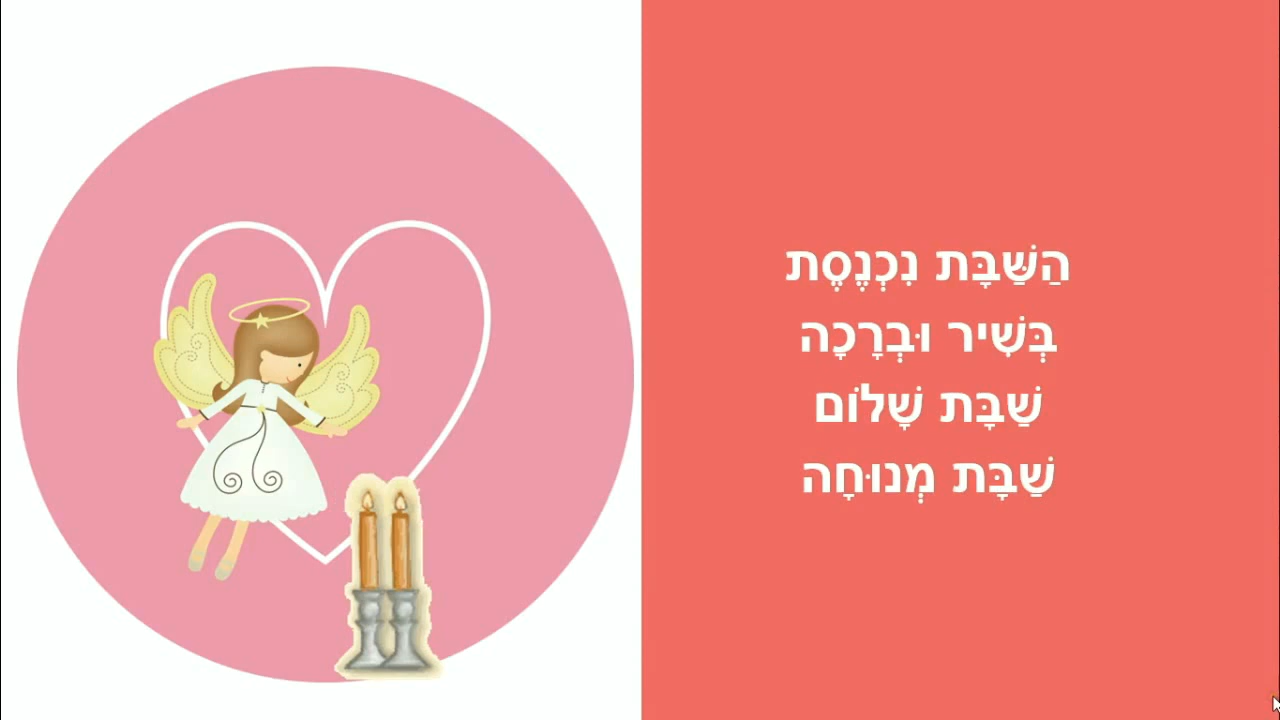 הַשַּׁבָּת נִכְנֶסֶת
בְּשִׁיר וּבְרָכָה
שַׁבָּת שָׁלוֹם
שַׁבָּת מְנוּחָה